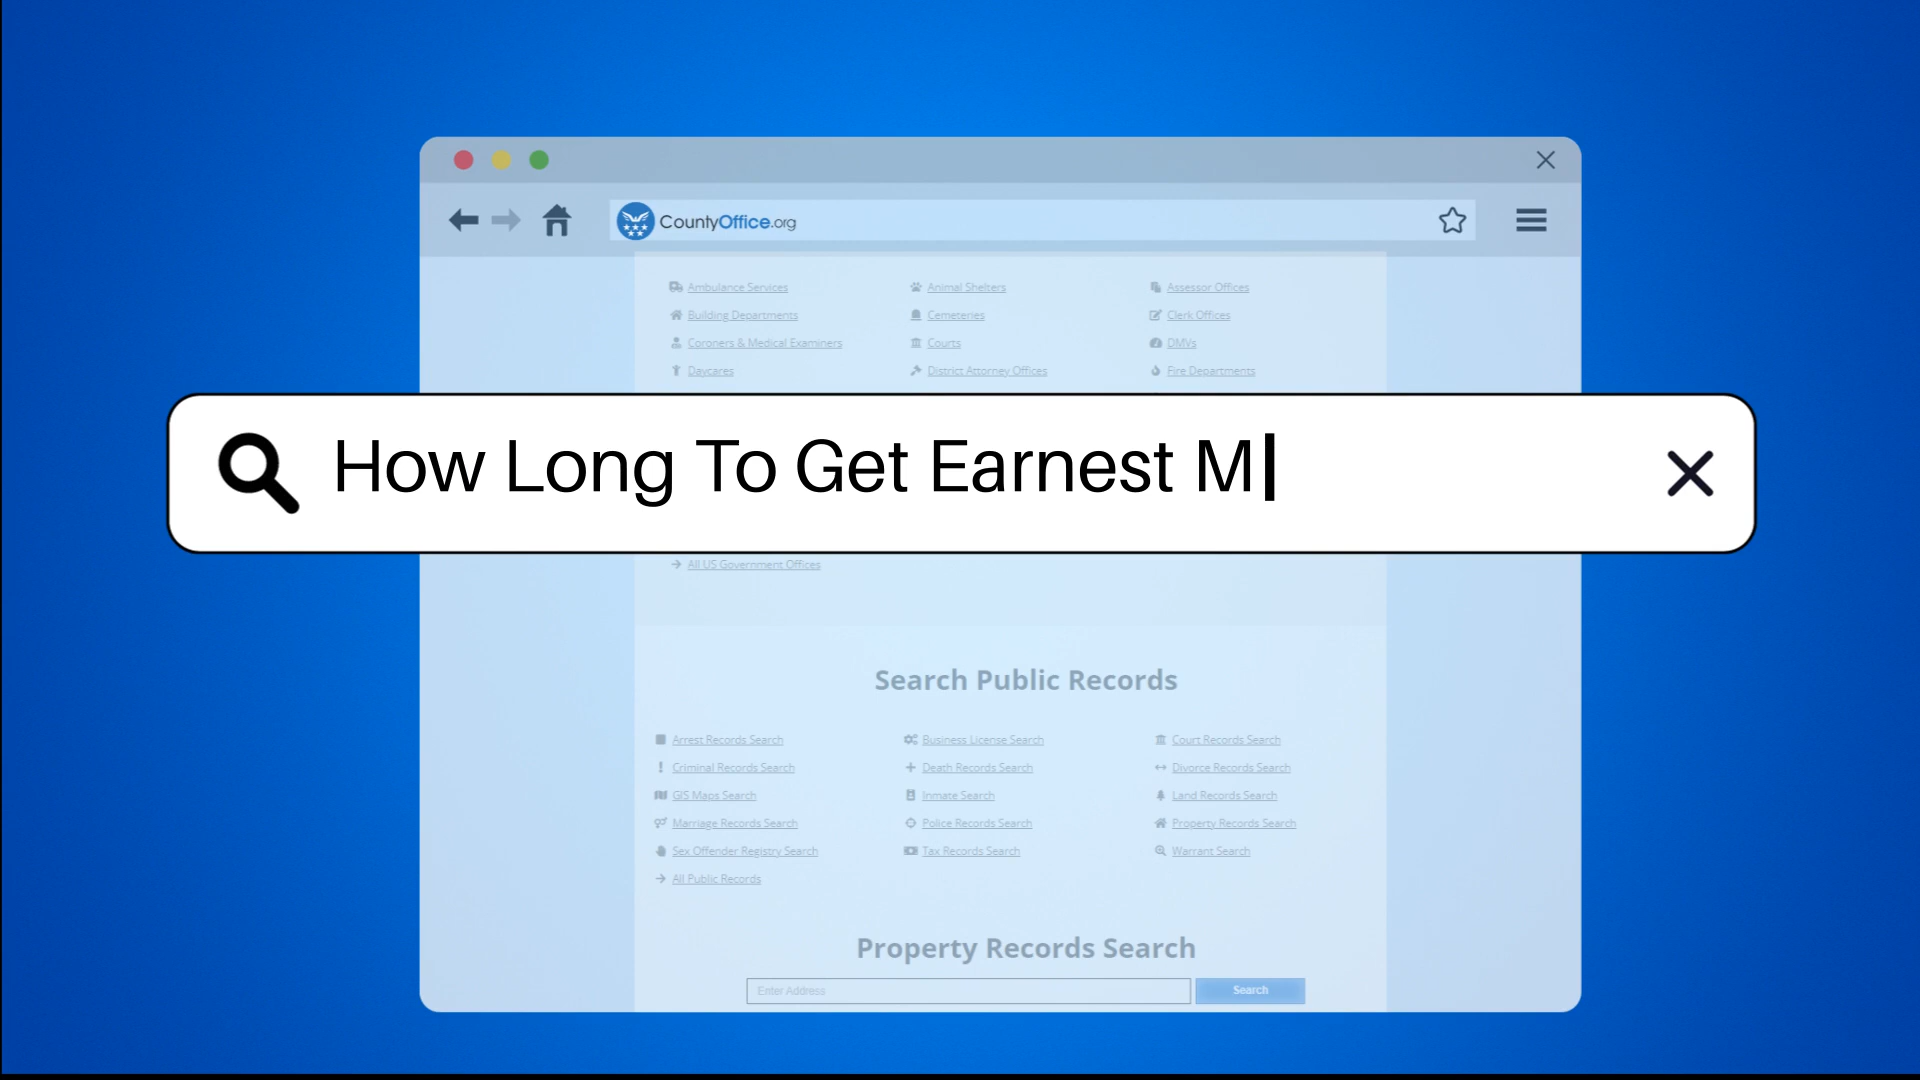 CountyOffice.org
Ambulance Services Animal Shelters Assessor Offices
Building Departments Cemeteries Clerk Offices
Coroners & Medical Examiners Courts DMVs
Daycares District Attorney Offices Fire Departments
How Long To Get Earnest M
All US Government Offices
Search Public Records
Arrest Records Search Business License Search Court Records Search
Criminal Records Search Death Records Search Divorce Records Search
GIS Maps Search Inmate Search Land Records Search
Marriage Records Search Police Records Search Property Records Search
Sex Offender Registry Search Tax Records Search Warrant Search
All Public Records
Property Records Search
Enter Address Search